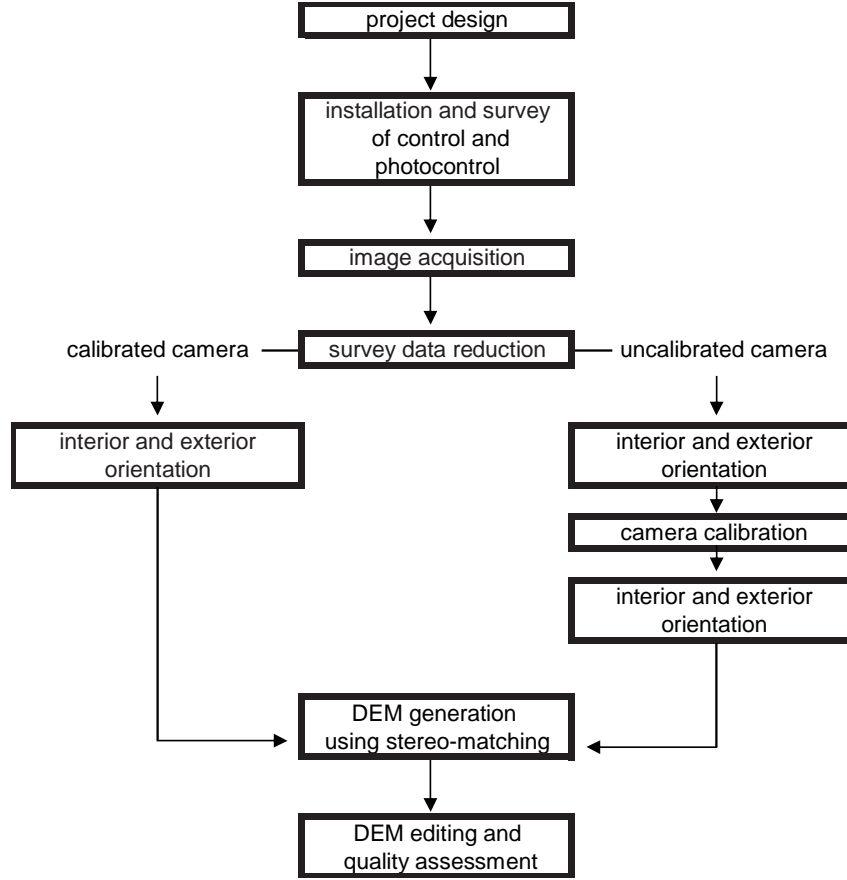 project design
installation and survey
of control and
photocontrol
image acquisition
calibrated camera
survey data reduction
uncalibrated camera
interior and exterior
orientation
interior and exterior
orientation
camera calibration
interior and exterior
orientation
DEM generation
using stereo-matching
DEM editing and
quality assessment